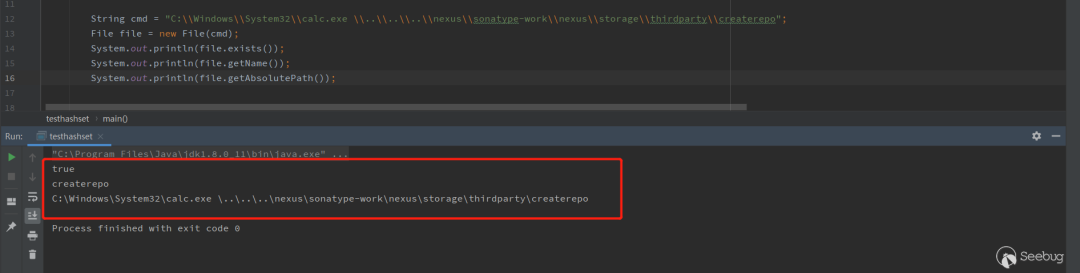 11
12 String cmd = "C:\\Windows\\System32\\calc.exe \\..\\..\\..\\nexus\\sonatype-work\\nexus\\storage\\thirdparty\\createrepo";
13 File file = new File(cmd);
14 System.out.println(file.exists());
15 System.out.println(file.getName());
16 System.out.println(file.getAbsolutePath());
17
18
testhashset › main()
Run: testhashset ×
"C:\Program Files\Java\jdk1.8.0_11\bin\java.exe" ...
true
createrepo
C:\Windows\System32\calc.exe \..\..\..\nexus\sonatype-work\nexus\storage\thirdparty\createrepo
Process finished with exit code 0
Seebug